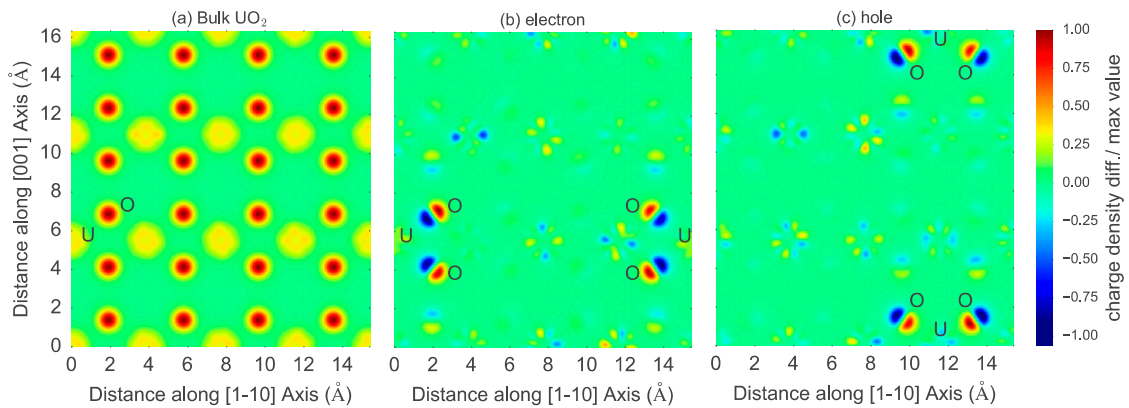 (a) Bulk UO₂
(b) electron
(c) hole
Distance along [001] Axis (Å)
16
14
12
10
8
6
4
2
0
O
U
0 2 4 6 8 10 12 14
Distance along [1-10] Axis (Å)
O
O
U
U
O
O
0 2 4 6 8 10 12 14
Distance along [1-10] Axis (Å)
U
O
O
O
O
U
0 2 4 6 8 10 12 14
Distance along [1-10] Axis (Å)
1.00
0.75
0.50
0.25
0.00
−0.25
−0.50
−0.75
−1.00
charge density diff./ max value